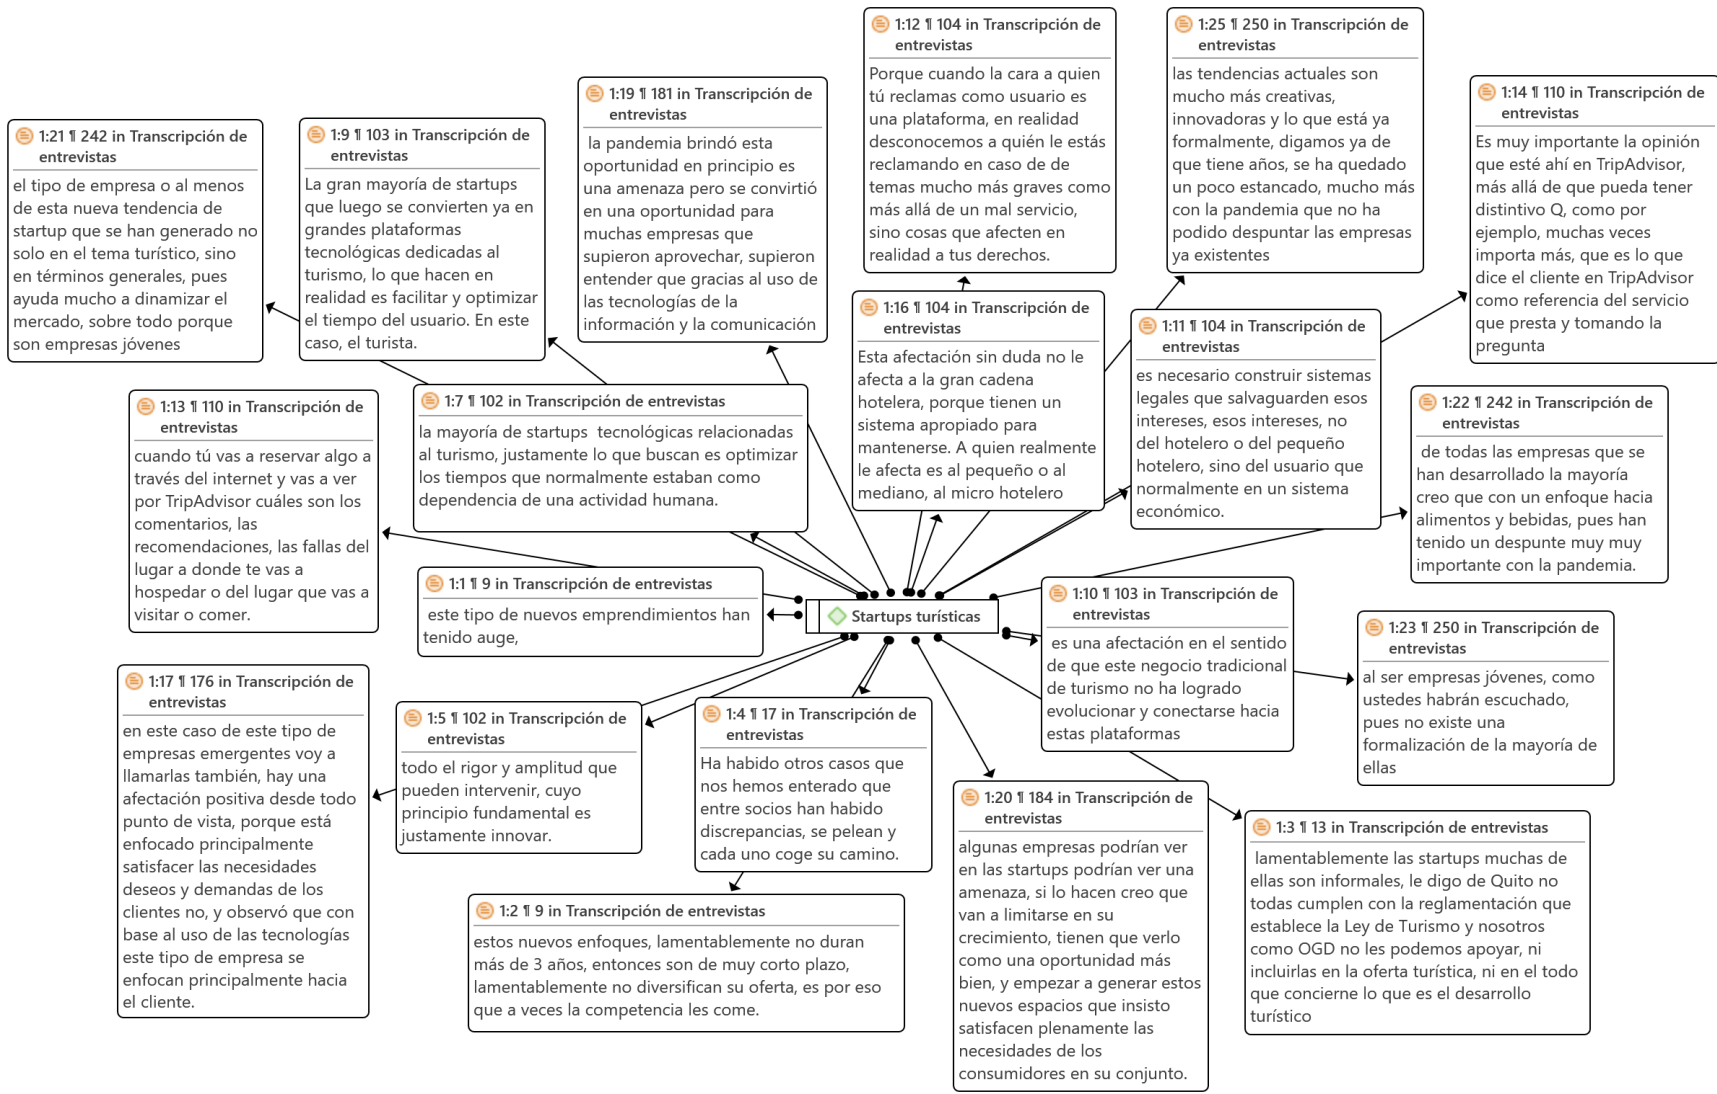 1:12 ¶ 104 in Transcripción de
entrevistas
Porque cuando la cara a quien
tú reclamas como usuario es
una plataforma, en realidad
desconocemos a quién le estás
reclamando en caso de de
temas mucho más graves como
más allá de un mal servicio,
sino cosas que afecten en
realidad a tus derechos.
1:25 ¶ 250 in Transcripción de
entrevistas
las tendencias actuales son
mucho más creativas,
innovadoras y lo que está ya
formalmente, digamos ya de
que tiene años, se ha quedado
un poco estancado, mucho más
con la pandemia que no ha
podido despuntar las empresas
ya existentes
1:14 ¶ 110 in Transcripción de
entrevistas
Es muy importante la opinión
que esté ahí en TripAdvisor,
más allá de que pueda tener
distintivo Q, como por
ejemplo, muchas veces
importa más, que es lo que
dice el cliente en TripAdvisor
como referencia del servicio
que presta y tomando la
pregunta
1:19 ¶ 181 in Transcripción de
entrevistas
la pandemia brindó esta
oportunidad en principio es
una amenaza pero se convirtió
en una oportunidad para
muchas empresas que
supieron aprovechar, supieron
entender que gracias al uso de
las tecnologías de la
información y la comunicación
1:21 ¶ 242 in Transcripción de
entrevistas
el tipo de empresa o al menos
de esta nueva tendencia de
startup que se han generado no
solo en el tema turístico, sino
en términos generales, pues
ayuda mucho a dinamizar el
mercado, sobre todo porque
son empresas jóvenes
1:9 ¶ 103 in Transcripción de
entrevistas
La gran mayoría de startups
que luego se convierten ya en
grandes plataformas
tecnológicas dedicadas al
turismo, lo que hacen en
realidad es facilitar y optimizar
el tiempo del usuario. En este
caso, el turista.
1:16 ¶ 104 in Transcripción de
entrevistas
Esta afectación sin duda no le
afecta a la gran cadena
hotelera, porque tienen un
sistema apropiado para
mantenerse. A quien realmente
le afecta es al pequeño o al
mediano, al micro hotelero
1:11 ¶ 104 in Transcripción de
entrevistas
es necesario construir sistemas
legales que salvaguarden esos
intereses, esos intereses, no
del hotelero o del pequeño
hotelero, sino del usuario que
normalmente en un sistema
económico.
1:22 ¶ 242 in Transcripción de
entrevistas
de todas las empresas que se
han desarrollado la mayoría
creo que con un enfoque hacia
alimentos y bebidas, pues han
tenido un despunte muy muy
importante con la pandemia.
1:13 ¶ 110 in Transcripción de
entrevistas
cuando tú vas a reservar algo a
través del internet y vas a ver
por TripAdvisor cuáles son los
comentarios, las
recomendaciones, las fallas del
lugar a donde te vas a
hospedar o del lugar que vas a
visitar o comer.
1:7 ¶ 102 in Transcripción de entrevistas
la mayoría de startups tecnológicas relacionadas
al turismo, justamente lo que buscan es optimizar
los tiempos que normalmente estaban como
dependencia de una actividad humana.
1:1 ¶ 9 in Transcripción de entrevistas
este tipo de nuevos emprendimientos han
tenido auge,
Startups turísticas
1:10 ¶ 103 in Transcripción de
entrevistas
es una afectación en el sentido
de que este negocio tradicional
de turismo no ha logrado
evolucionar y conectarse hacia
estas plataformas
1:23 ¶ 250 in Transcripción de
entrevistas
al ser empresas jóvenes, como
ustedes habrán escuchado,
pues no existe una
formalización de la mayoría de
ellas
1:17 ¶ 176 in Transcripción de
entrevistas
en este caso de este tipo de
empresas emergentes voy a
llamarlas también, hay una
afectación positiva desde todo
punto de vista, porque está
enfocado principalmente
satisfacer las necesidades
deseos y demandas de los
clientes no, y observó que con
base al uso de las tecnologías
este tipo de empresa se
enfocan principalmente hacia
el cliente.
1:5 ¶ 102 in Transcripción de
entrevistas
todo el rigor y amplitud que
pueden intervenir, cuyo
principio fundamental es
justamente innovar.
1:4 ¶ 17 in Transcripción de
entrevistas
Ha habido otros casos que
nos hemos enterado que
entre socios han habido
discrepancias, se pelean y
cada uno coge su camino.
1:20 ¶ 184 in Transcripción de
entrevistas
algunas empresas podrían ver
en las startups podrían ver una
amenaza, si lo hacen creo que
van a limitarse en su
crecimiento, tienen que verlo
como una oportunidad más
bien, y empezar a generar estos
nuevos espacios que insisto
satisfacen plenamente las
necesidades de los
consumidores en su conjunto.
1:3 ¶ 13 in Transcripción de entrevistas
lamentablemente las startups muchas de
ellas son informales, le digo de Quito no
todas cumplen con la reglamentación que
establece la Ley de Turismo y nosotros
como OGD no les podemos apoyar, ni
incluirlas en la oferta turística, ni en el todo
que concierne lo que es el desarrollo
turístico
1:2 ¶ 9 in Transcripción de entrevistas
estos nuevos enfoques, lamentablemente no duran
más de 3 años, entonces son de muy corto plazo,
lamentablemente no diversifican su oferta, es por eso
que a veces la competencia les come.